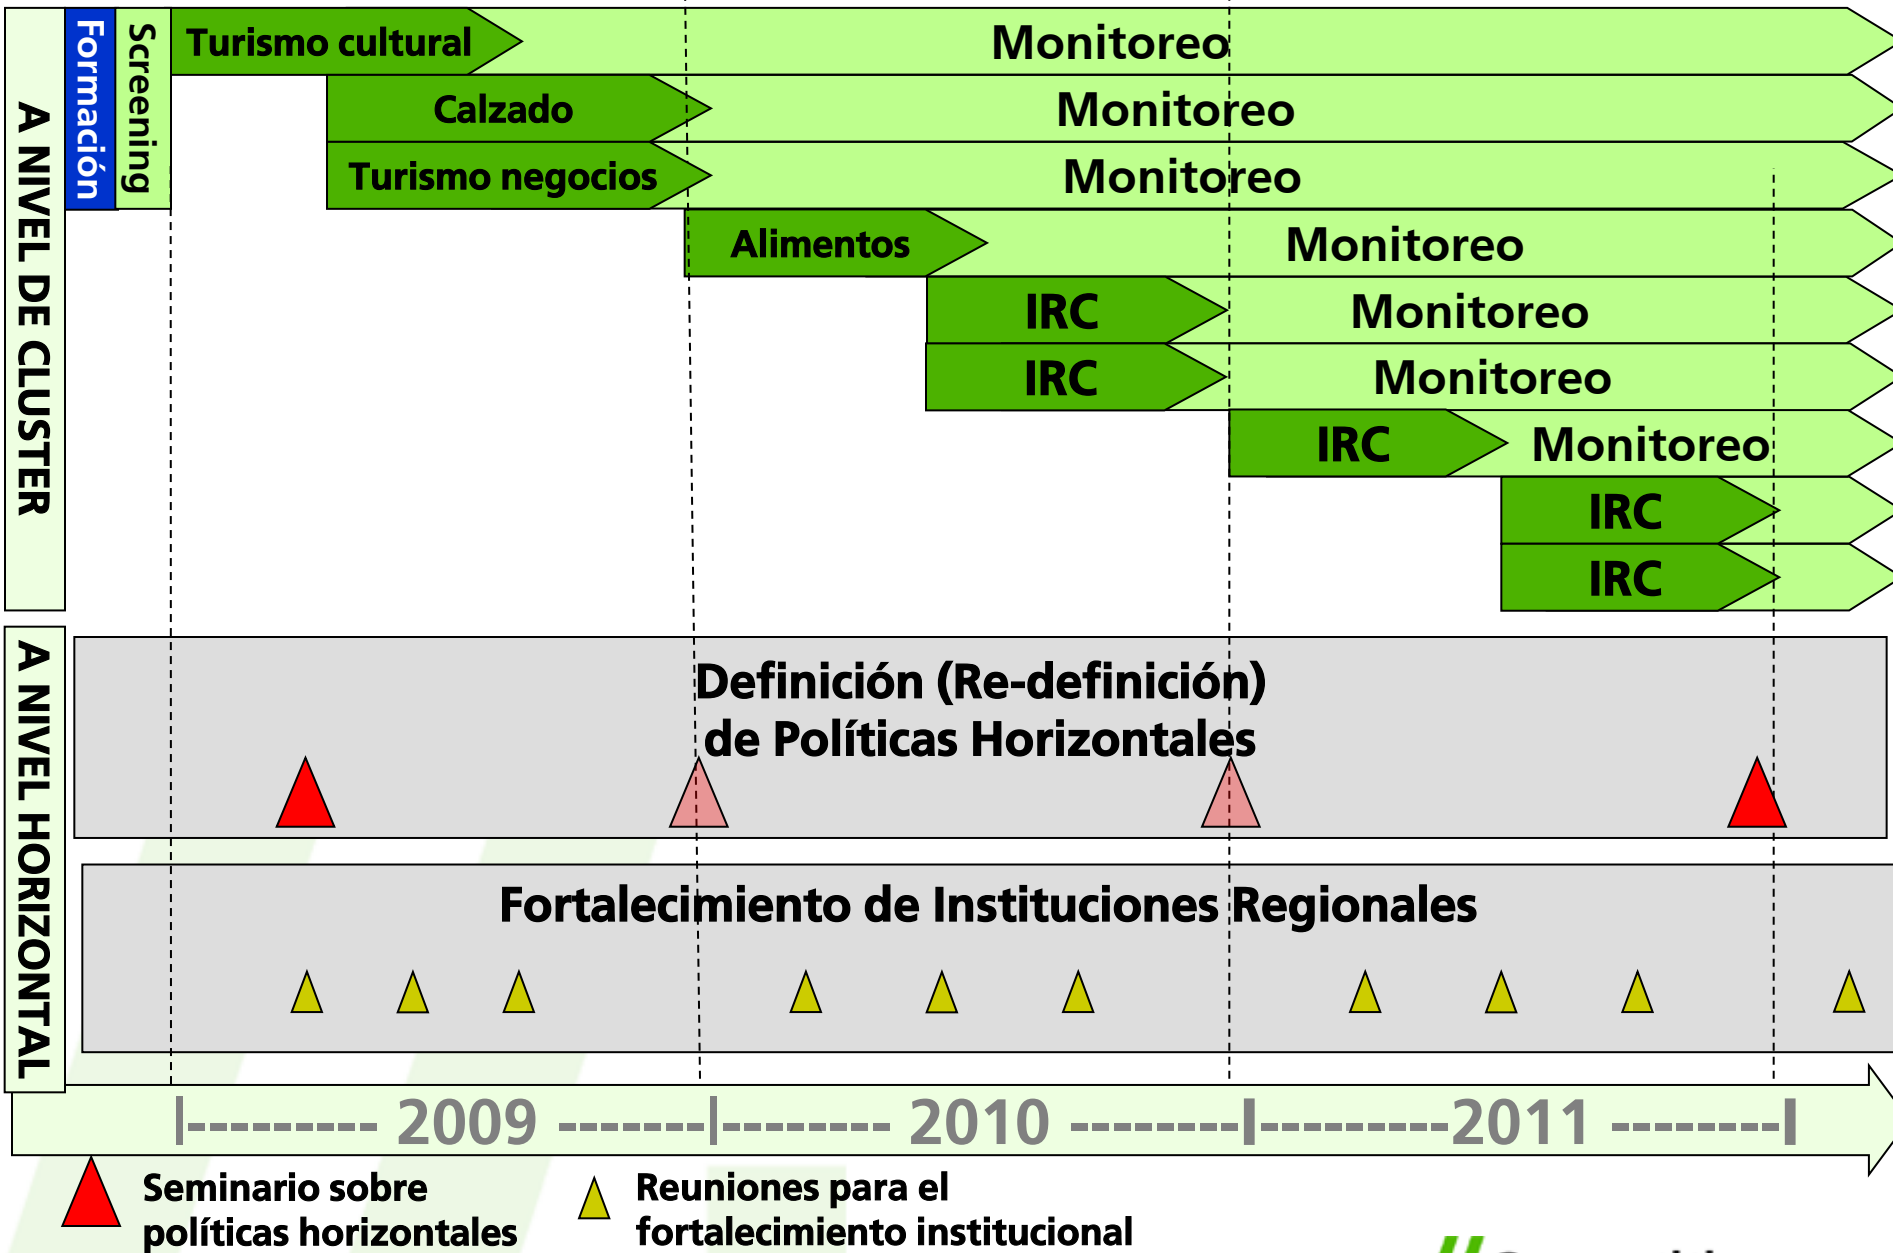 A NIVEL DE CLUSTER
Formación
Screening
Turismo cultural
Monitoreo
Calzado
Monitoreo
Turismo negocios
Monitoreo
Alimentos
Monitoreo
IRC
Monitoreo
IRC
Monitoreo
IRC
Monitoreo
IRC
IRC
A NIVEL HORIZONTAL
Definición (Re-definición)
de Políticas Horizontales
Fortalecimiento de Instituciones Regionales
|--------- 2009 -------|-------- 2010 --------|---------2011 --------|
Seminario sobre
políticas horizontales
Reuniones para el
fortalecimiento institucional